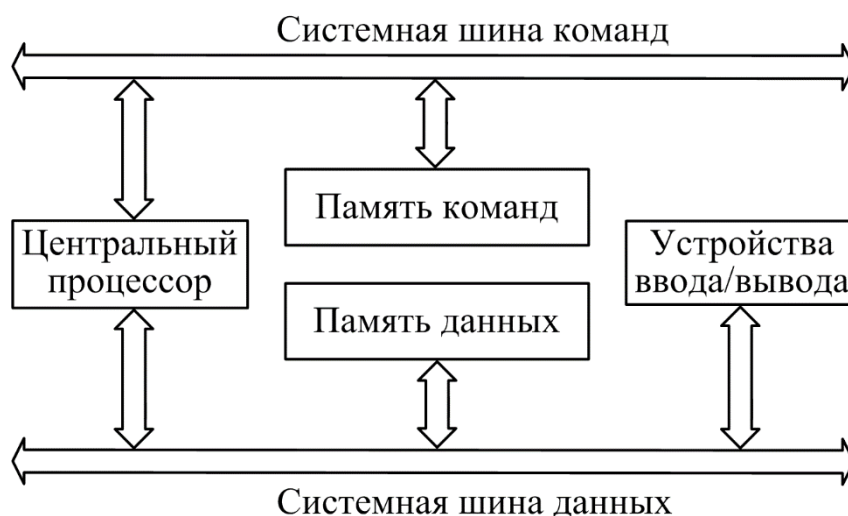 Системная шина команд
Память команд
Центральный
процессор
Устройства
ввода/вывода
Память данных
Системная шина данных